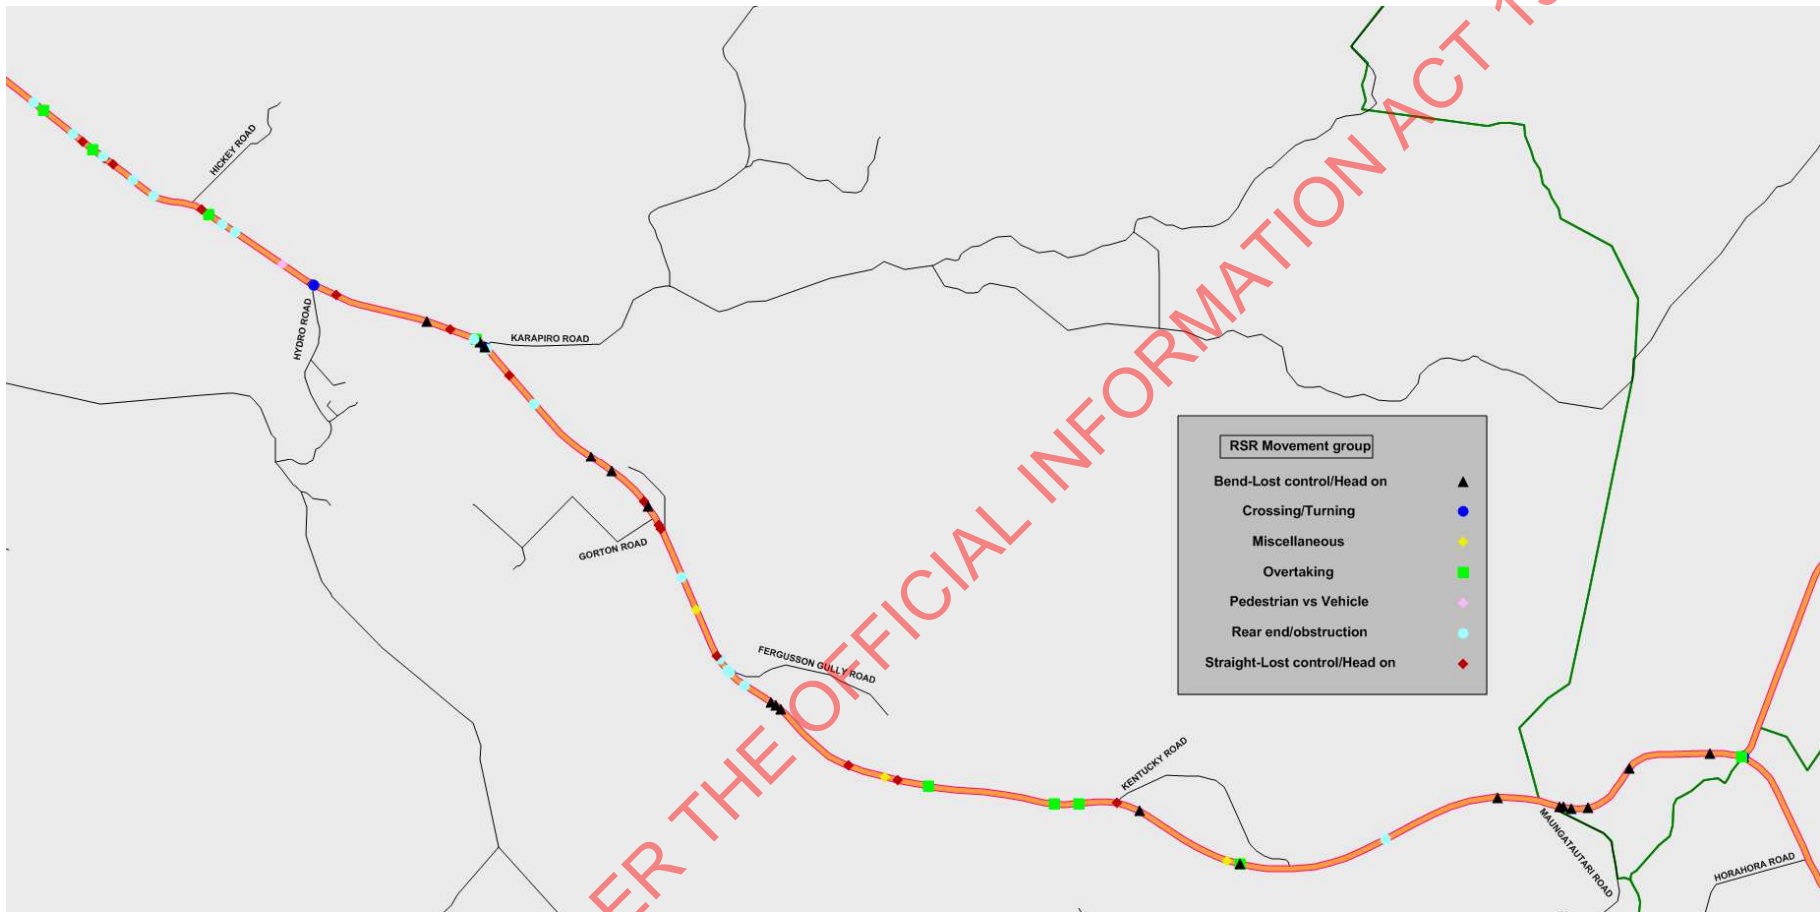 ER THE OFFICIAL INFORMATION ACT
HICKEY ROAD
HYDRO ROAD
KARAPIRO ROAD
GORTON ROAD
FERGUSSON GULLY ROAD
KENTUCKY ROAD
MAUNGATAUTARI ROAD
HORAHORA ROAD
RSR Movement group
Bend-Lost control/Head on
Crossing/Turning
Miscellaneous
Overtaking
Pedestrian vs Vehicle
Rear end/obstruction
Straight-Lost control/Head on